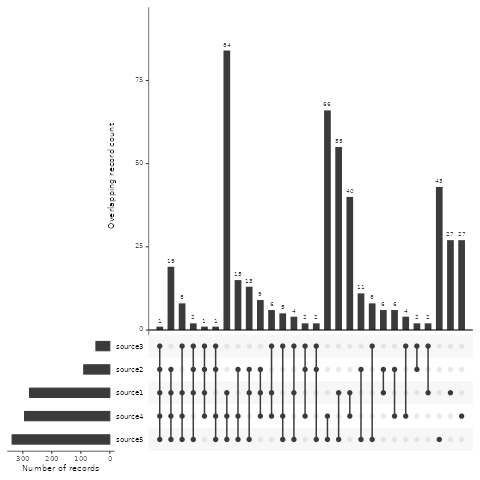 Overlapping record count
75
50
25
0
1 19 8 2 1 1 84 15 13 9 6 5 4 2 2 66 55 40 11 8 6 6 4 2 2 43 27 27
source3
source2
source1
source4
source5
300 200 100 0
Number of records